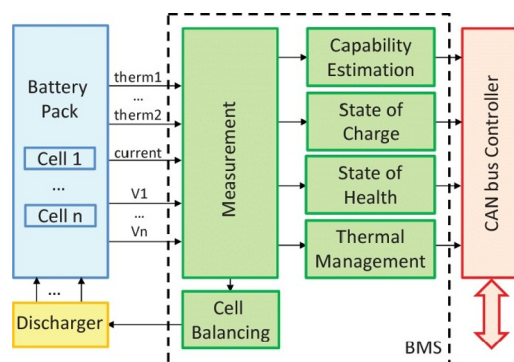 Battery
Pack
Cell 1
...
Cell n
therm1
...
therm2
current
V1
...
Vn
Measurement
Capability
Estimation
State of
Charge
State of
Health
Thermal
Management
CAN bus Controller
...
Discharger
Cell
Balancing
BMS